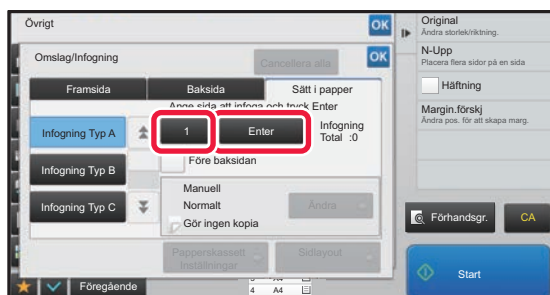 Övrigt
OK
Omslag/Infogning
Cancellera alla
OK
Framsida
Baksida
Sätt i papper
Ange sida att infoga och tryck Enter
Infogning Typ A
1
Enter
Infogning
Total :0
Före baksidan
Infogning Typ B
Manuell
Normalt
Gör ingen kopia
Ändra
Infogning Typ C
Papperskassett
Inställningar
Sidlayout
Föregående
3 A4
4 A4
Original
Ändra storlek/riktning.
N-Upp
Placera flera sidor på en sida
Häftning
Margin.förskj
Ändra pos. för att skapa marg.
Förhandsgr.
CA
Start